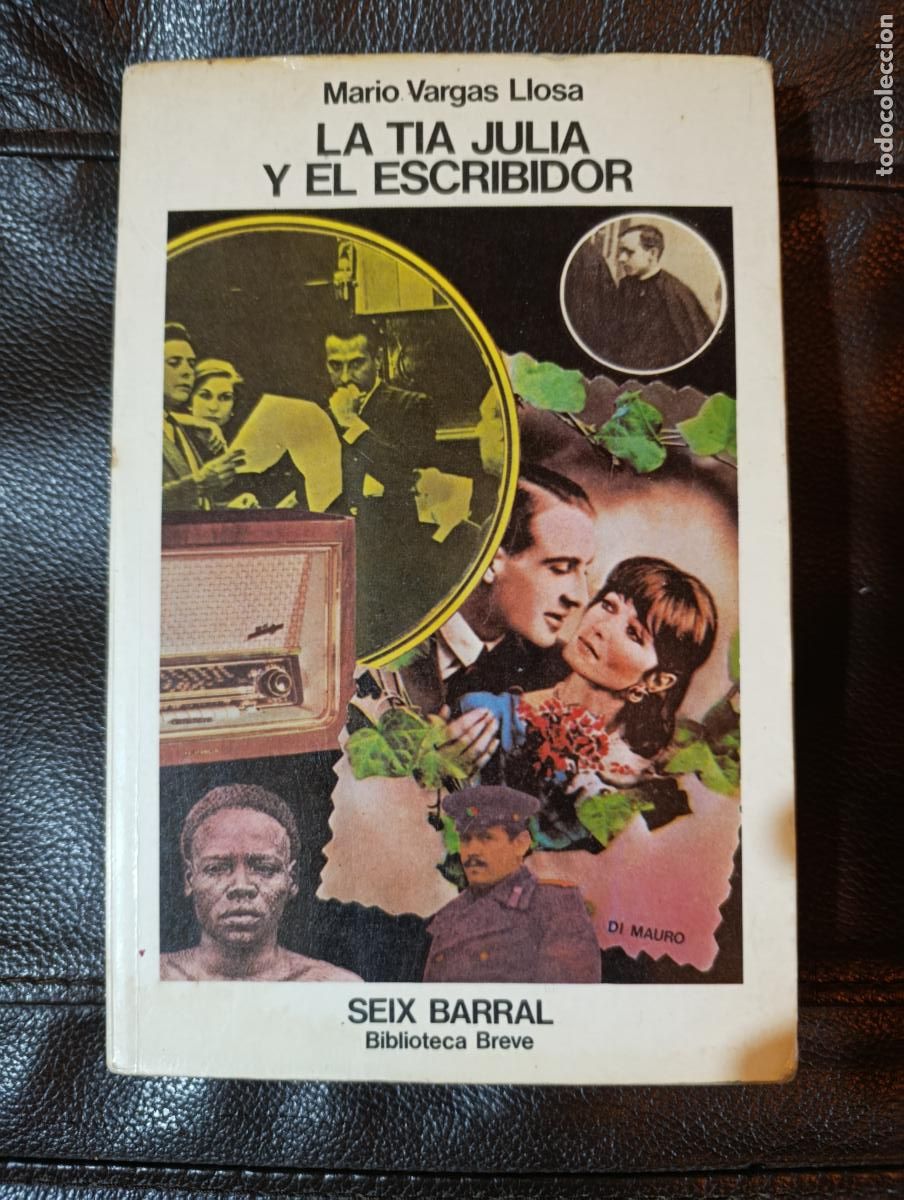 Mario Vargas Llosa
LA TIA JULIA
Y EL ESCRIBIDOR
DI MAURO
SEIX BARRAL
Biblioteca Breve
todocoleccion